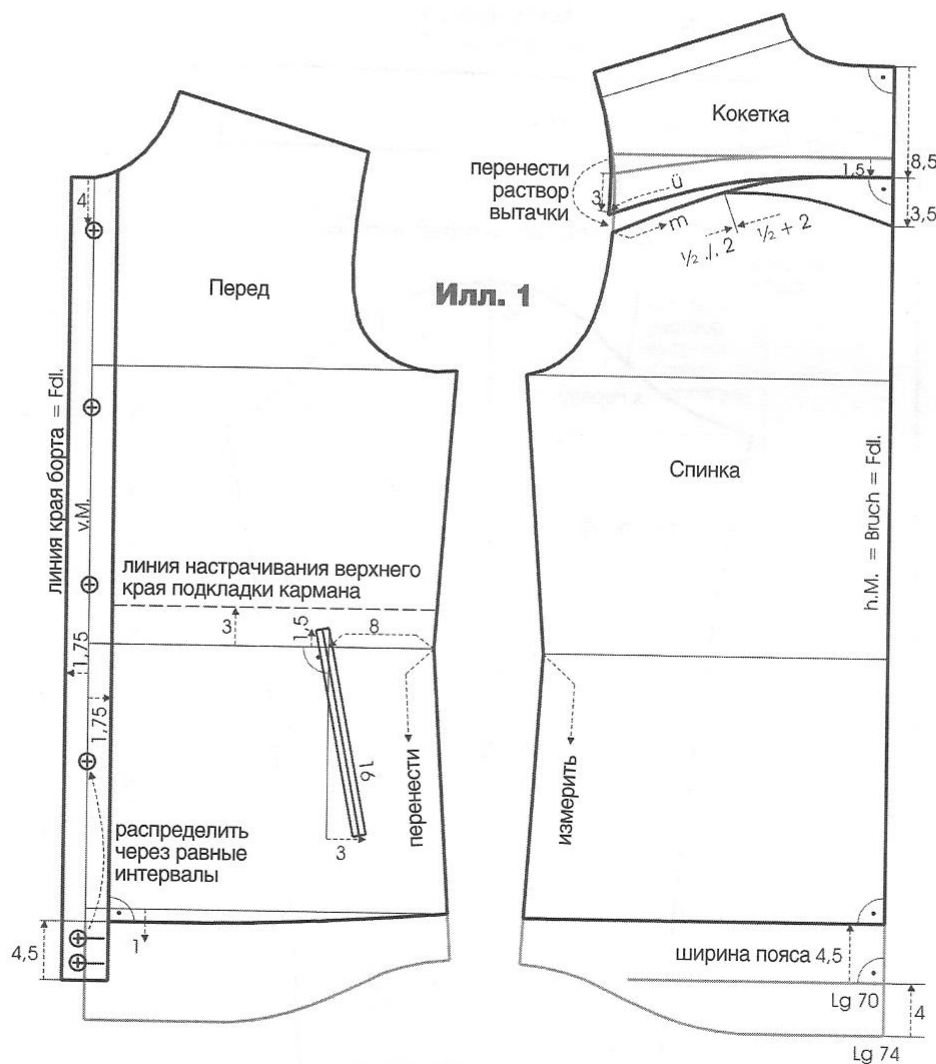 Кокетка
8,5
1,5
3,5
перенести
раствор
вытачки
3
ü
m
½ ./. 2
½ + 2
4
Перед
Илл. 1
Спинка
линия края борта = Fdl.
v.M.
h.M. = Bruch = Fdl.
линия настрачивания верхнего
края подкладки кармана
3
1,5
8
1,75
1,75
16
3
перенести
измерить
распределить
через равные
интервалы
4,5
1
ширина пояса 4,5
Lg 70
4
Lg 74